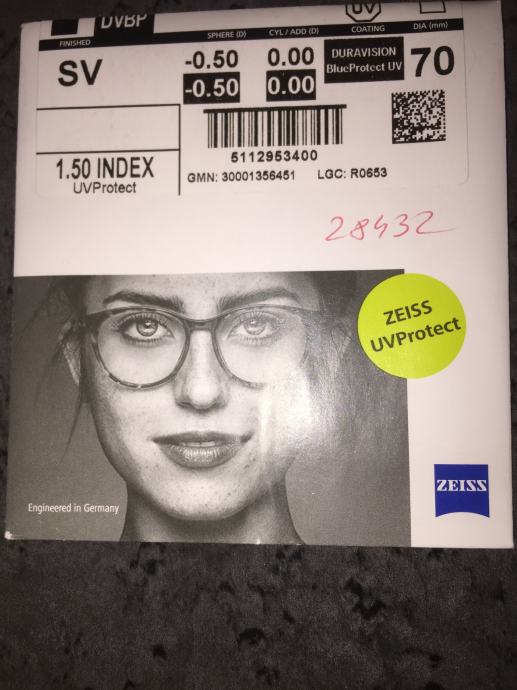 DVBP
UV
FINISHED
SPHERE (D)
CYL / ADD (D)
COATING
DIA (mm)
SV
-0.50
0.00
DURAVISION
BlueProtect UV
70
-0.50
0.00
5112953400
1.50 INDEX
UVProtect
GMN: 30001356451
LGC: R0653
28432
ZEISS
UVProtect
ZEISS
Engineered in Germany